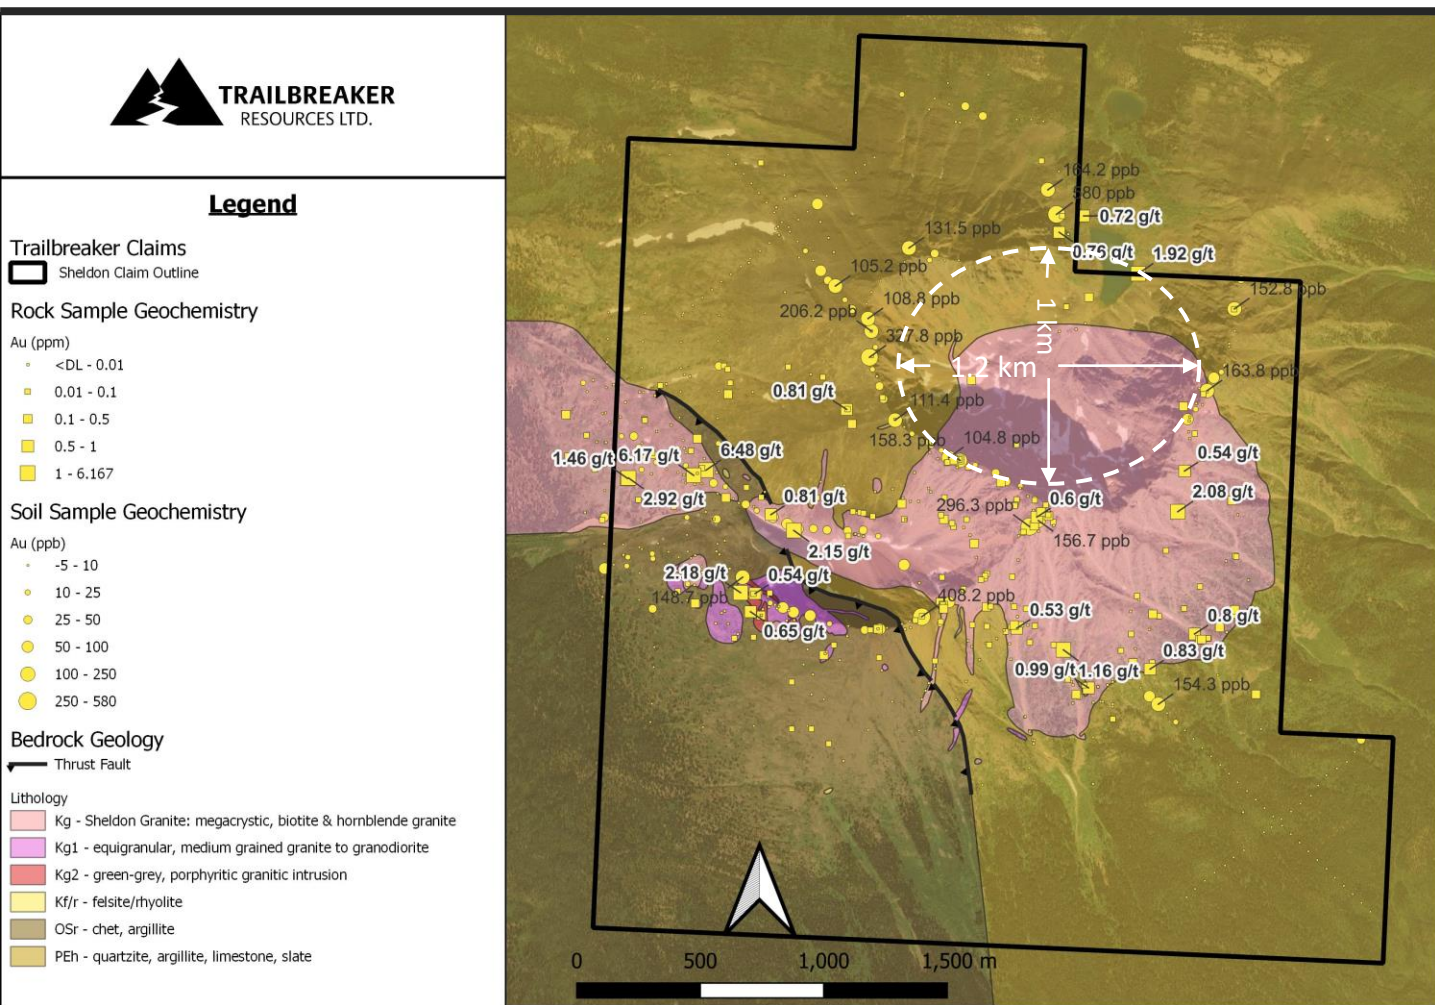 TRAILBREAKER
RESOURCES LTD.
Legend
Trailbreaker Claims
Sheldon Claim Outline
Rock Sample Geochemistry
Au (ppm)
<DL - 0.01
0.01 - 0.1
0.1 - 0.5
0.5 - 1
1 - 6.167
Soil Sample Geochemistry
Au (ppb)
-5 - 10
10 - 25
25 - 50
50 - 100
100 - 250
250 - 580
Bedrock Geology
Thrust Fault
Lithology
Kg - Sheldon Granite: megacrystic, biotite & hornblende granite
Kg1 - equigranular, medium grained granite to granodiorite
Kg2 - green-grey, porphyritic granitic intrusion
Kf/r - felsite/rhyolite
OSr - chet, argillite
PEh - quartzite, argillite, limestone, slate
164.2 ppb
580 ppb
0.72 g/t
131.5 ppb
0.76 g/t
1.92 g/t
105.2 ppb
152.8 ppb
108.8 ppb
206.2 ppb
1 km
327.8 ppb
1.2 km
163.8 ppb
0.81 g/t
111.4 ppb
158.3 ppb
104.8 ppb
1.46 g/t
6.17 g/t
6.48 g/t
0.54 g/t
2.92 g/t
0.81 g/t
2.08 g/t
0.6 g/t
296.3 ppb
156.7 ppb
2.15 g/t
2.18 g/t
0.54 g/t
148.7 ppb
408.2 ppb
0.65 g/t
0.53 g/t
0.8 g/t
0.83 g/t
0.99 g/t
1.16 g/t
154.3 ppb
0
500
1,000
1,500 m